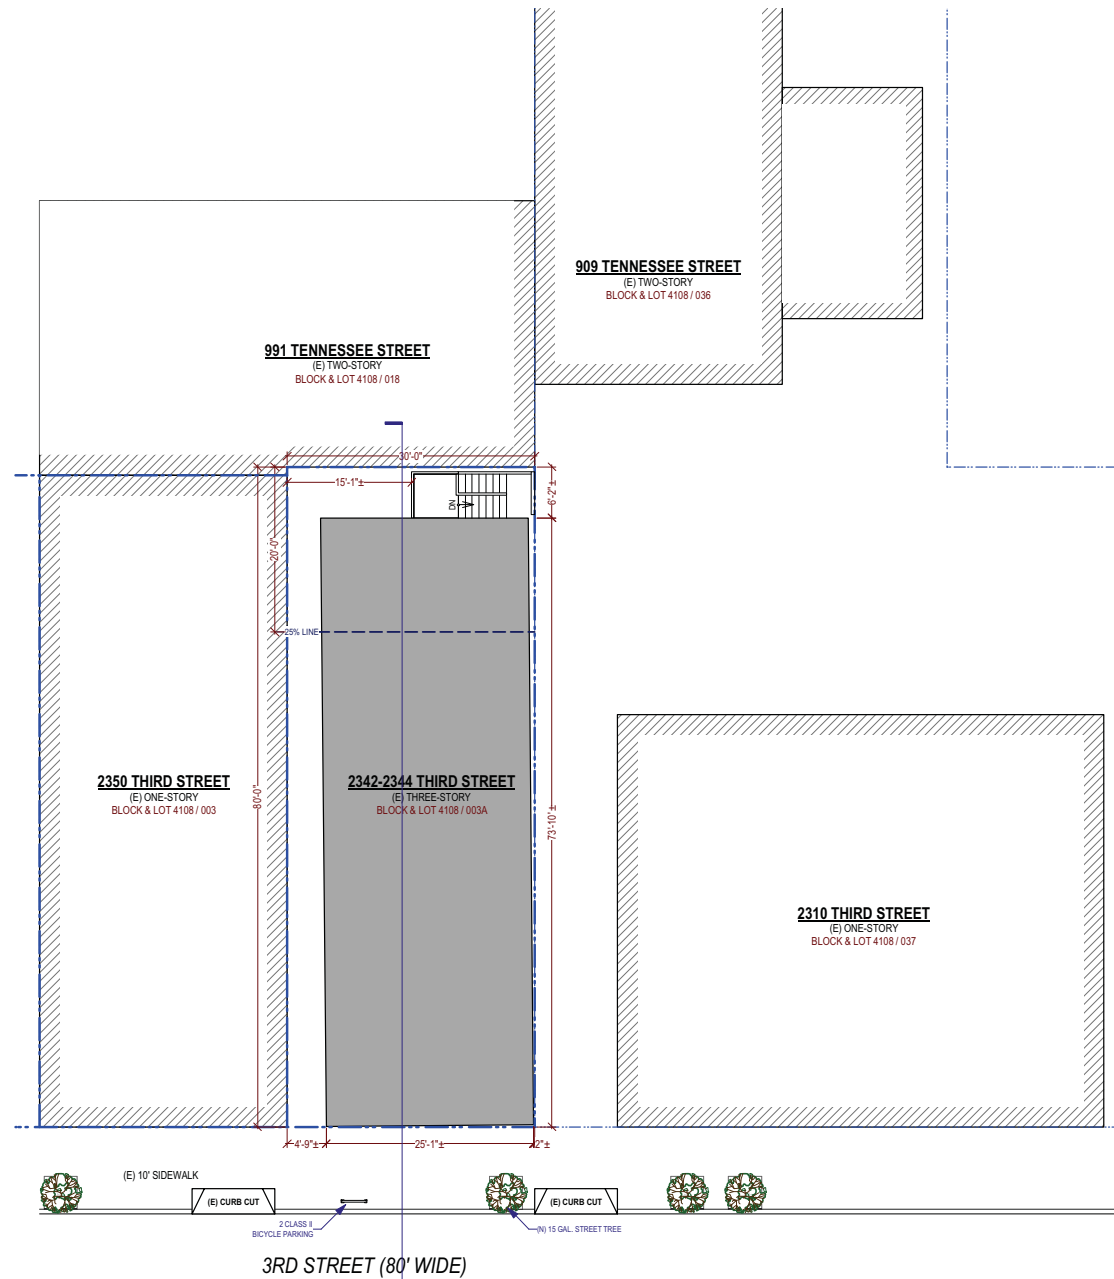 909 TENNESSEE STREET
(E) TWO-STORY
BLOCK & LOT 4108 / 036
991 TENNESSEE STREET
(E) TWO-STORY
BLOCK & LOT 4108 / 018
30'-0"
15'-1"±
DN
6'-2"±
20'-0"
25% LINE
2350 THIRD STREET
(E) ONE-STORY
BLOCK & LOT 4108 / 003
80'-0"
2342-2344 THIRD STREET
(E) THREE-STORY
BLOCK & LOT 4108 / 003A
73'-10"±
2310 THIRD STREET
(E) ONE-STORY
BLOCK & LOT 4108 / 037
4'-9"±
25'-1"±
2"±
(E) 10' SIDEWALK
(E) CURB CUT
2 CLASS II
BICYCLE PARKING
(E) CURB CUT
(N) 15 GAL. STREET TREE
3RD STREET (80' WIDE)